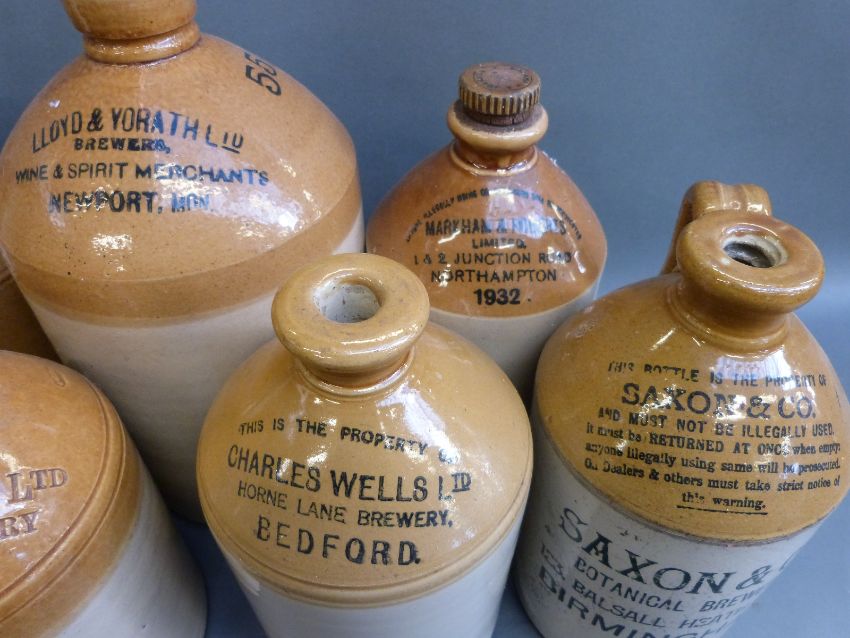 LLOYD & YORATH LTD
BREWERS,
WINE & SPIRIT MERCHANTS
NEWPORT, MON.
55
MARKHAM &
LIMITED.
1 & 2, JUNCTION ROAD
NORTHAMPTON
1932
THIS IS THE PROPERTY OF
CHARLES WELLS LTD
HORNE LANE BREWERY,
BEDFORD.
THIS BOTTLE IS THE PROPERTY OF
SAXON & CO.
AND MUST NOT BE ILLEGALLY USED.
It must be RETURNED AT ONCE when empty.
anyone illegally using same will be prosecuted.
Oil Dealers & others must take strict notice of
this warning.
SAXON &
BOTANICAL BREW
BALSALL HEATH
BIRMIN
LTD
RY